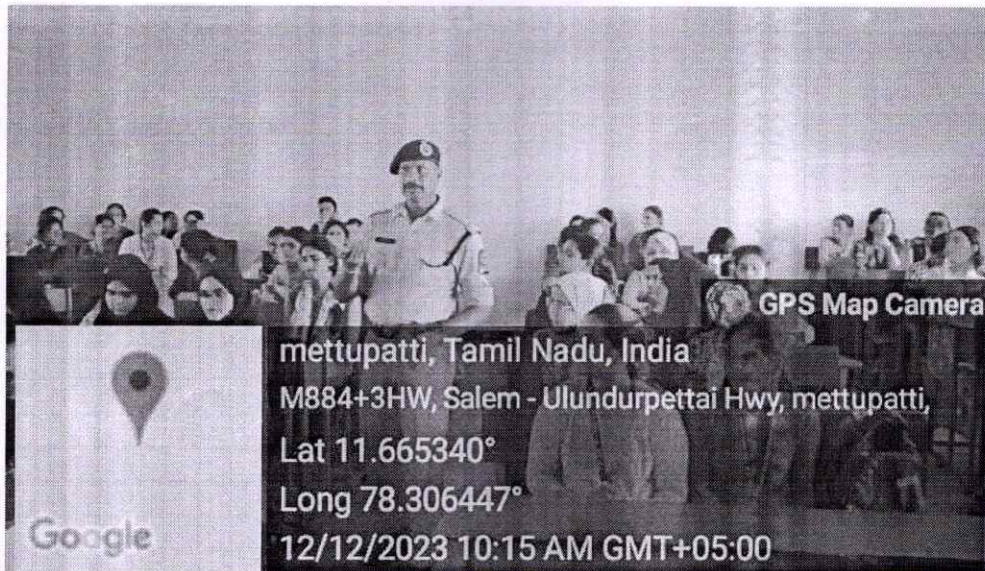 GPS Map Camera
mettupatti, Tamil Nadu, India
M884+3HW, Salem - Ulundurpettai Hwy, mettupatti,
Lat 11.665340°
Long 78.306447°
12/12/2023 10:15 AM GMT+05:00
Google